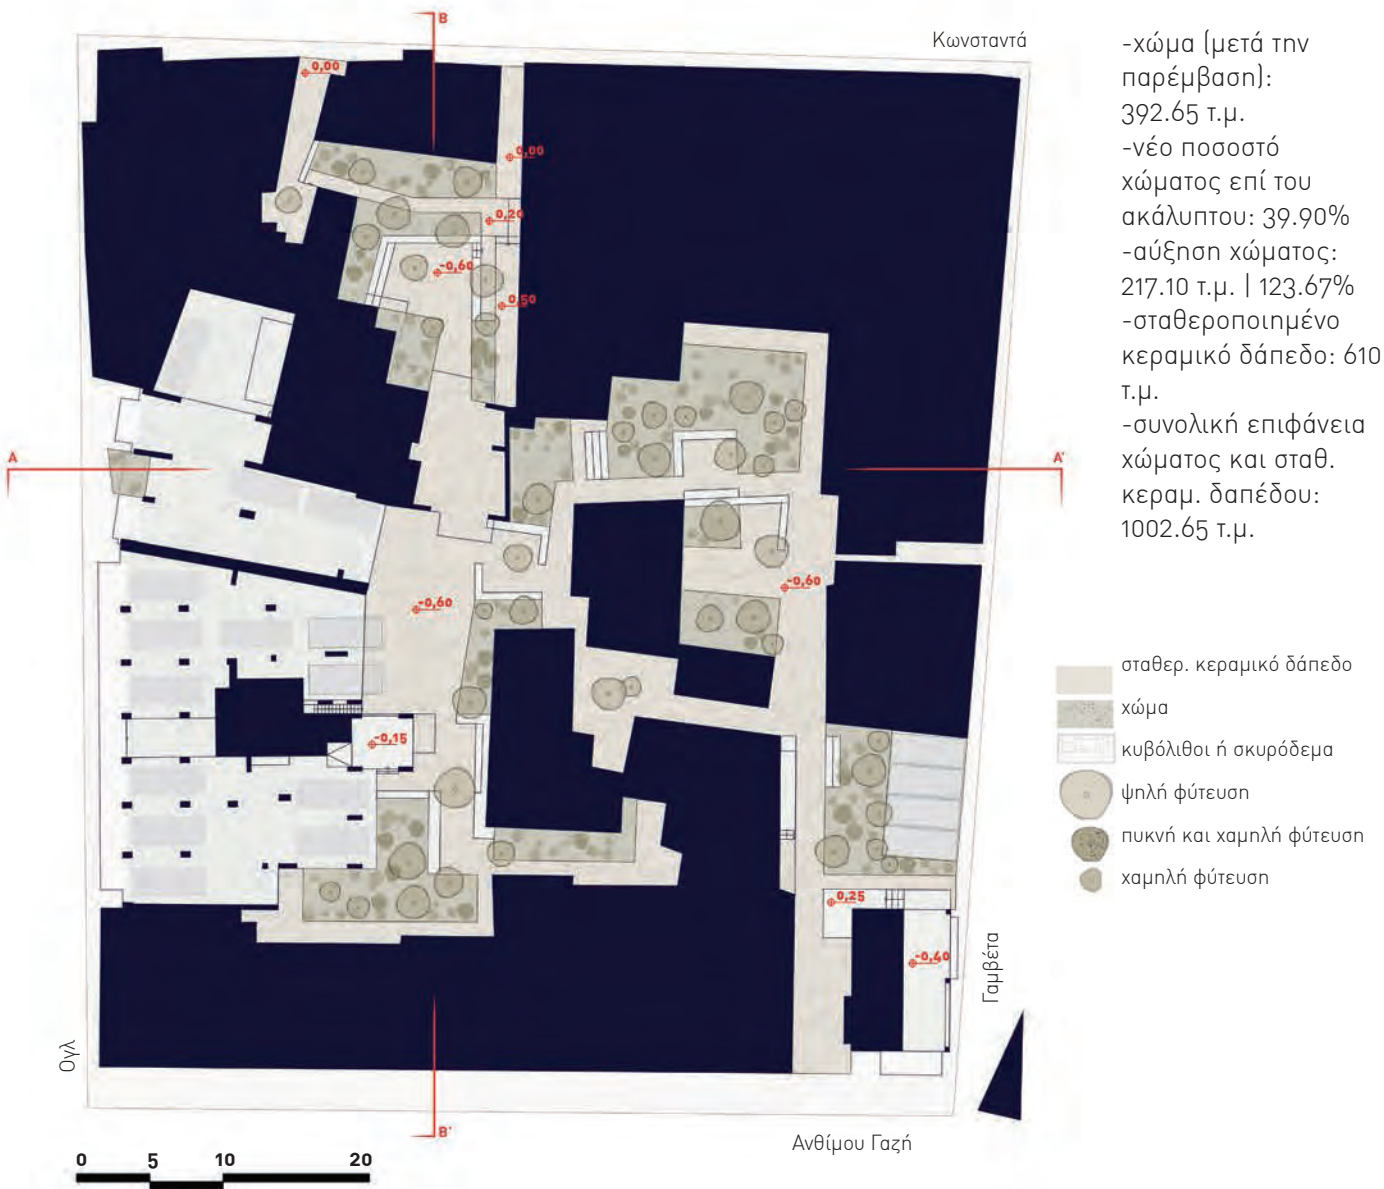 B
Κωνσταντά
0,00
0,00
0,20
-0,60
0,50
A
A'
-0,60
-0,60
-0,15
0,25
-0,40
Ογλ
Γαμβέτα
B'
Ανθίμου Γαζή
0 5 10 20
-χώμα (μετά την
παρέμβαση):
392.65 τ.μ.
-νέο ποσοστό
χώματος επί του
ακάλυπτου: 39.90%
-αύξηση χώματος:
217.10 τ.μ. | 123.67%
-σταθεροποιημένο
κεραμικό δάπεδο: 610
τ.μ.
-συνολική επιφάνεια
χώματος και σταθ.
κεραμ. δαπέδου:
1002.65 τ.μ.
σταθερ. κεραμικό δάπεδο
χώμα
κυβόλιθοι ή σκυρόδεμα
ψηλή φύτευση
πυκνή και χαμηλή φύτευση
χαμηλή φύτευση